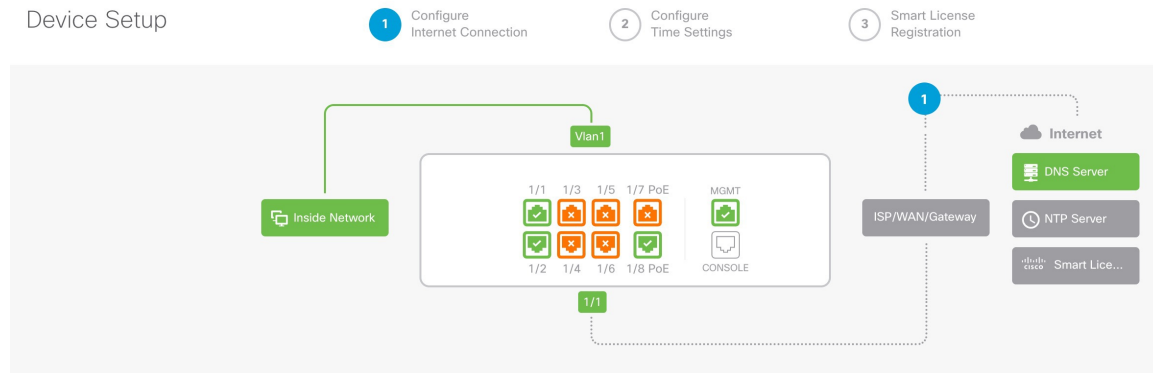 Device Setup
1
Configure
Internet Connection
2
Configure
Time Settings
3
Smart License
Registration
1
Internet
Vlan1
DNS Server
1/1 1/3 1/5 1/7 PoE MGMT
Inside Network
ISP/WAN/Gateway
NTP Server
1/2 1/4 1/6 1/8 PoE CONSOLE
cisco Smart Lice...
1/1